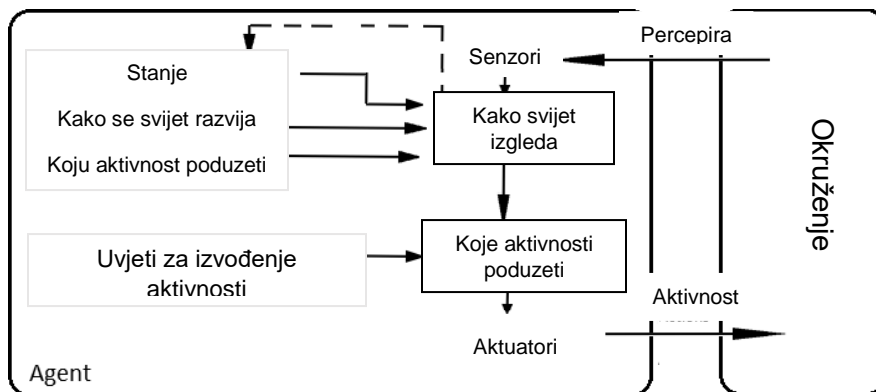 Percepira
Senzori
Stanje
Kako se svijet razvija
Koju aktivnost poduzeti
Kako svijet
izgleda
Okruženje
Koje aktivnosti
poduzeti
Uvjeti za izvođenje
aktivnosti
Aktivnost
Aktuatori
Agent